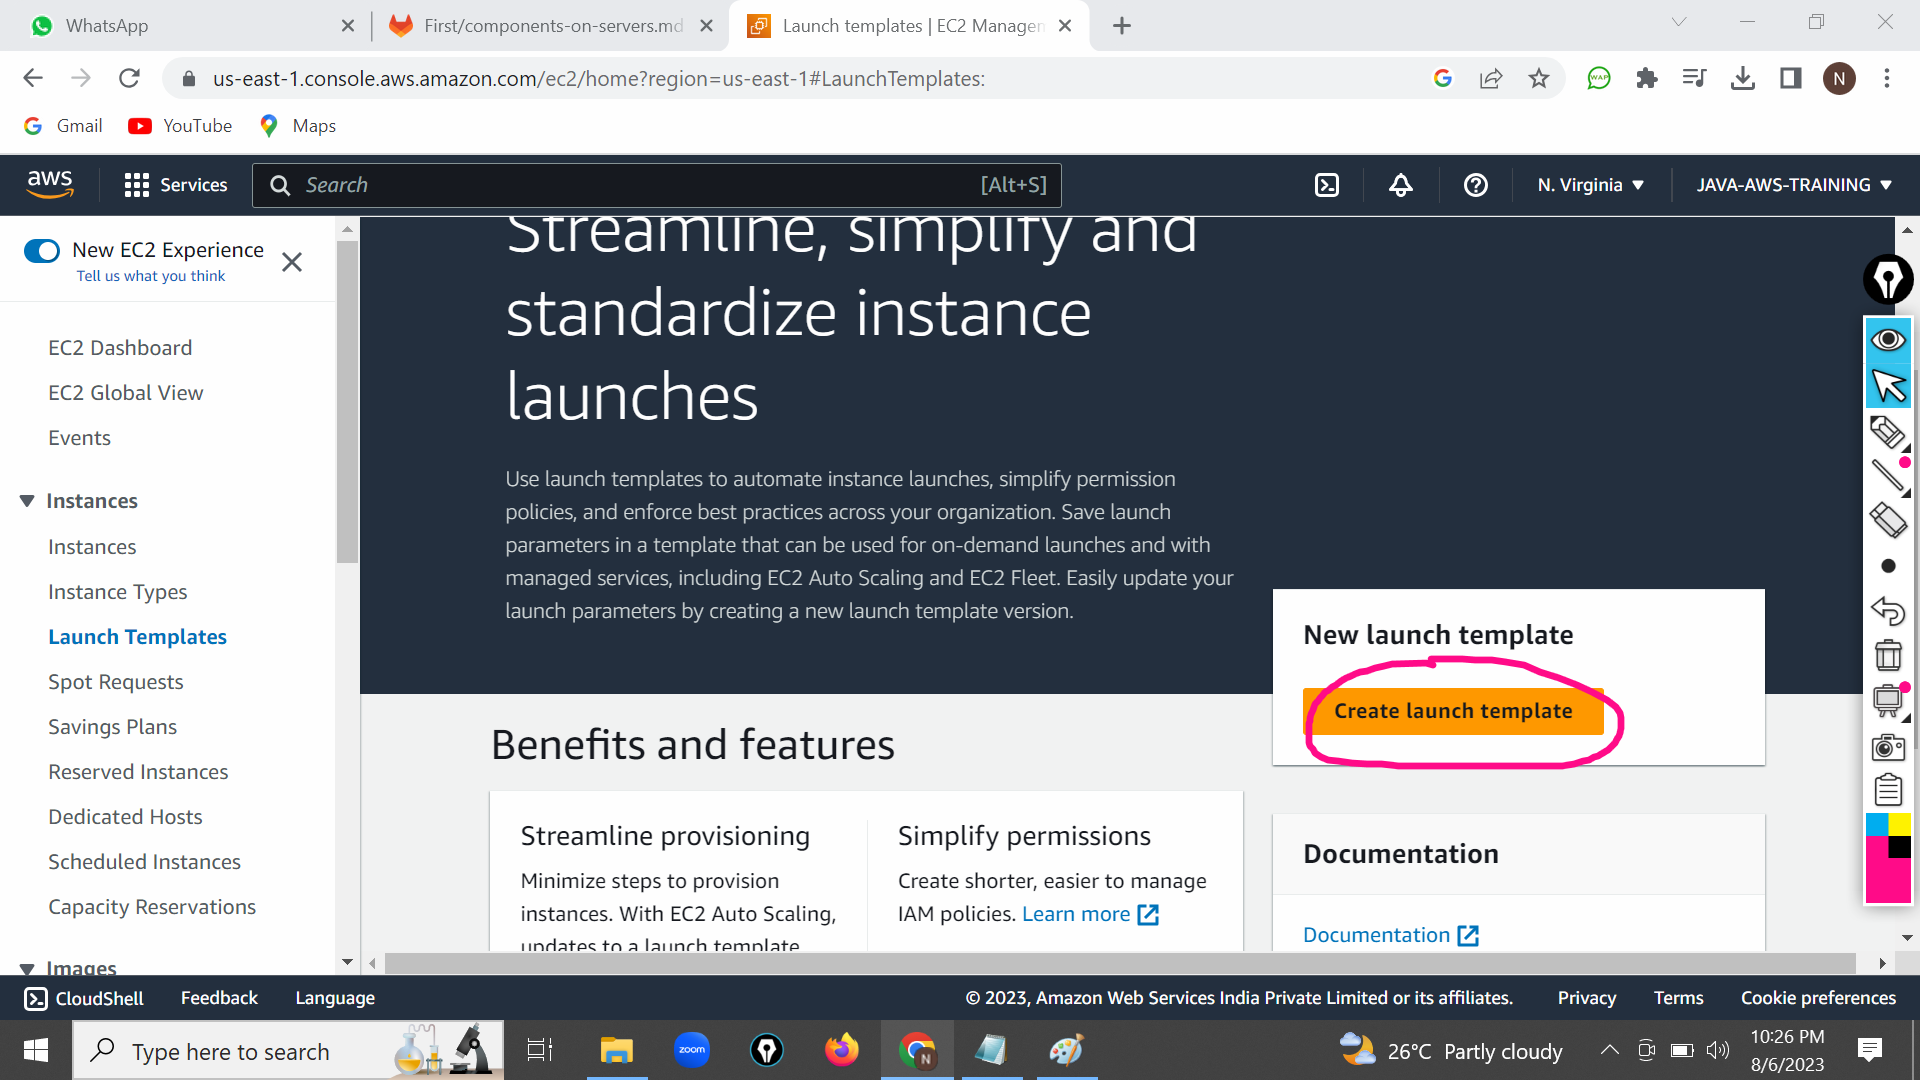 WhatsApp
First/components-on-servers.md
Launch templates | EC2 Managen
us-east-1.console.aws.amazon.com/ec2/home?region=us-east-1#LaunchTemplates:
WAP
N
Gmail
YouTube
Maps
aws
Services
Search
[Alt+S]
N. Virginia
JAVA-AWS-TRAINING
New EC2 Experience
Tell us what you think
EC2 Dashboard
EC2 Global View
Events
Instances
Instances
Instance Types
Launch Templates
Spot Requests
Savings Plans
Reserved Instances
Dedicated Hosts
Scheduled Instances
Capacity Reservations
Images
Streamline, simplify and
standardize instance
launches
Use launch templates to automate instance launches, simplify permission
policies, and enforce best practices across your organization. Save launch
parameters in a template that can be used for on-demand launches and with
managed services, including EC2 Auto Scaling and EC2 Fleet. Easily update your
launch parameters by creating a new launch template version.
New launch template
Create launch template
Benefits and features
Streamline provisioning
Minimize steps to provision
instances. With EC2 Auto Scaling,
updates to a launch template
Simplify permissions
Create shorter, easier to manage
IAM policies. Learn more
Documentation
Documentation
CloudShell
Feedback
Language
© 2023, Amazon Web Services India Private Limited or its affiliates.
Privacy
Terms
Cookie preferences
Type here to search
zoom
N
26°C Partly cloudy
10:26 PM
8/6/2023